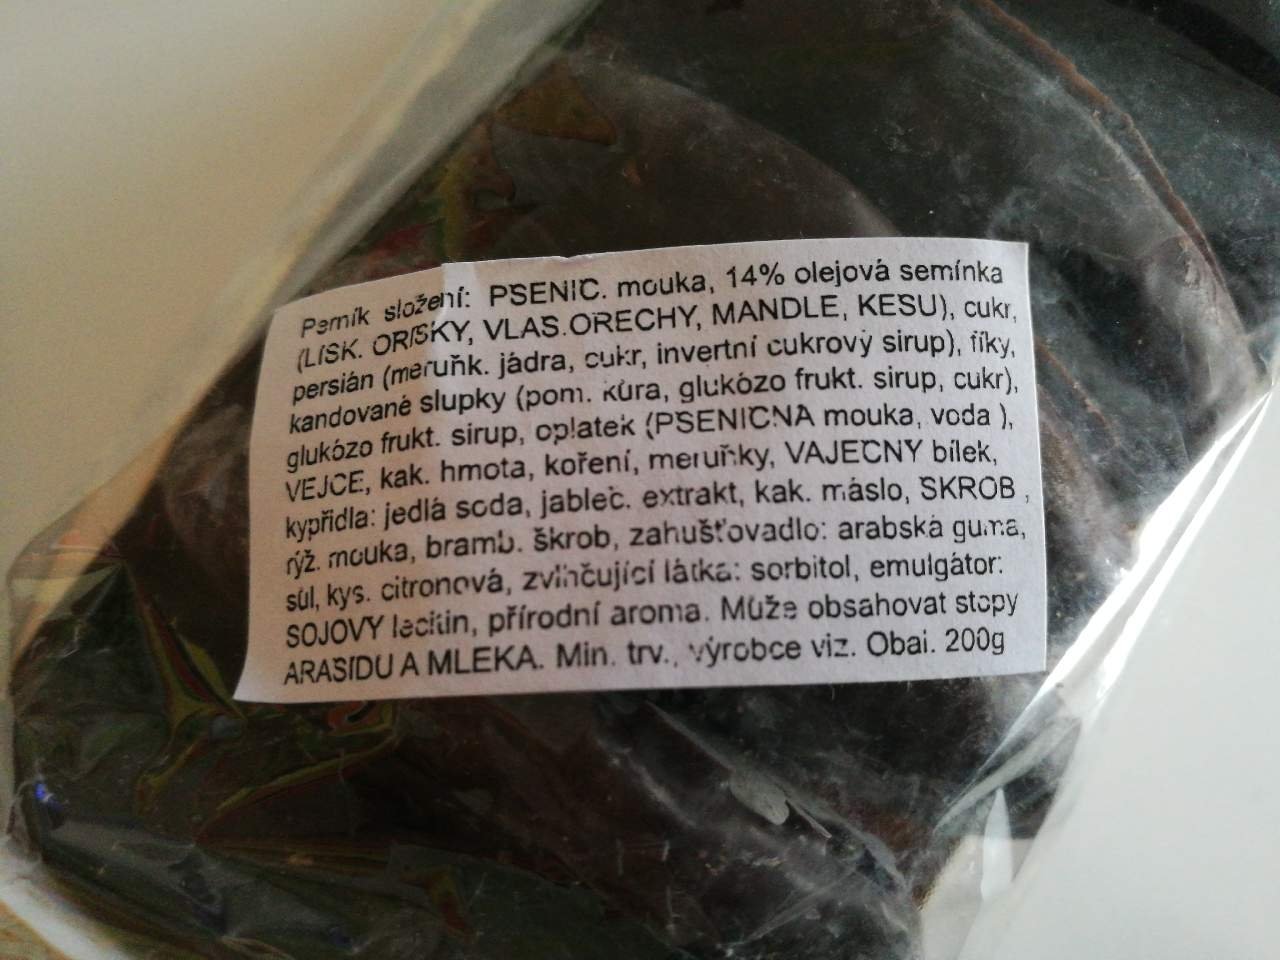 Perník složení: PSENIC. mouka, 14% olejová semínka
(LISK. ORISKY, VLAS.ORECHY, MANDLE, KESU), cukr,
persián (meruňk. jádra, cukr, invertní cukrový sirup), fíky,
kandované slupky (pom. kůra, glukózo frukt. sirup, cukr),
glukózo frukt. sirup, oplatek (PSENICNA mouka, voda ),
VEJCE, kak. hmota, koření, meruňky, VAJECNY bílek,
kypřidla: jedlá soda, jableč. extrakt, kak. máslo, SKROB ,
rýž. mouka, bramb. škrob, zahušťovadlo: arabská guma,
sůl, kys. citronová, zvlhčující látka: sorbitol, emulgátor:
SOJOVY lecitin, přírodní aroma. Může obsahovat stopy
ARASIDU A MLEKA. Min. trv., výrobce viz. Obal. 200g